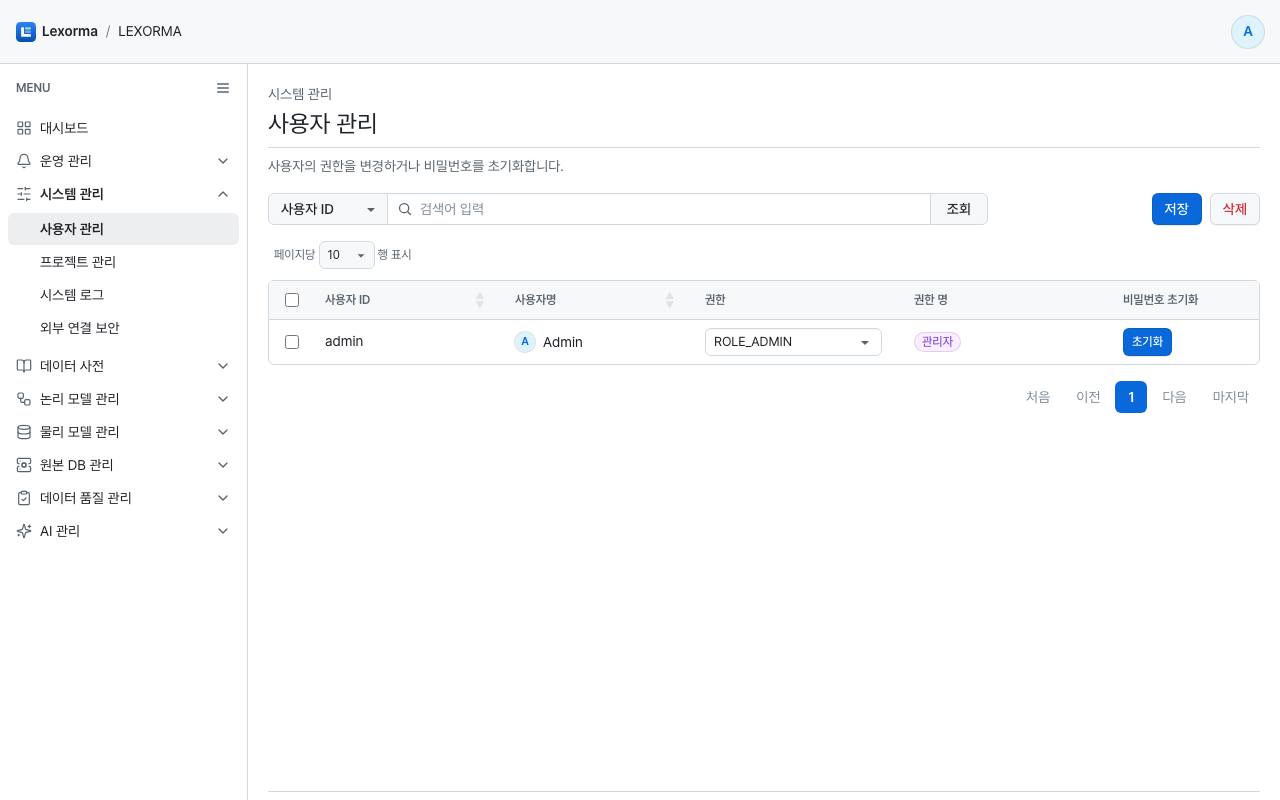 Lexorma / LEXORMA
A
MENU
대시보드
운영 관리
시스템 관리
사용자 관리
프로젝트 관리
시스템 로그
외부 연결 보안
데이터 사전
논리 모델 관리
물리 모델 관리
원본 DB 관리
데이터 품질 관리
AI 관리
시스템 관리
사용자 관리
사용자의 권한을 변경하거나 비밀번호를 초기화합니다.
사용자 ID 검색어 입력 조회 저장 삭제
페이지당 10 행 표시
사용자 ID 사용자명 권한 권한 명 비밀번호 초기화
admin A Admin ROLE_ADMIN 관리자 초기화
처음 이전 1 다음 마지막